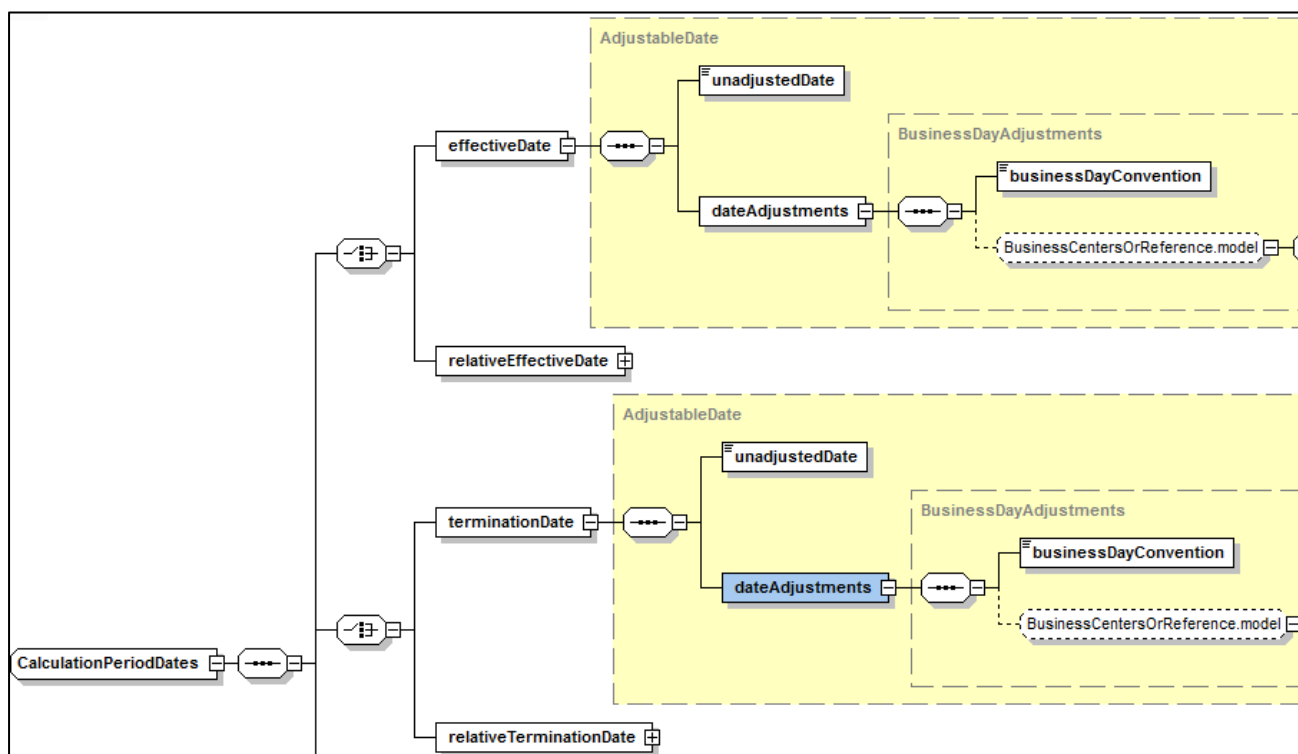 AdjustableDate
unadjustedDate
BusinessDayAdjustments
effectiveDate
businessDayConvention
dateAdjustments
BusinessCentersOrReference.model
relativeEffectiveDate
AdjustableDate
unadjustedDate
BusinessDayAdjustments
terminationDate
businessDayConvention
dateAdjustments
BusinessCentersOrReference.model
CalculationPeriodDates
relativeTerminationDate